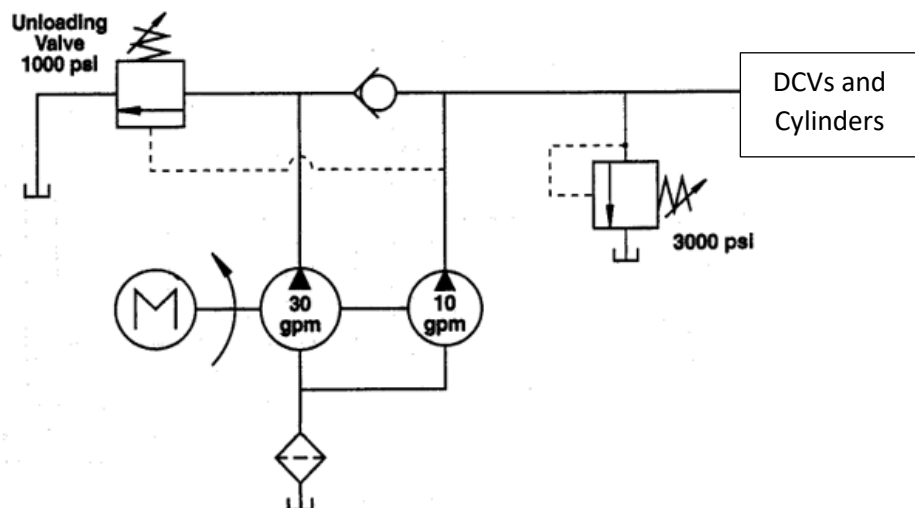 Unloading
Valve
1000 psi
DCVs and
Cylinders
3000 psi
M
30
gpm
10
gpm